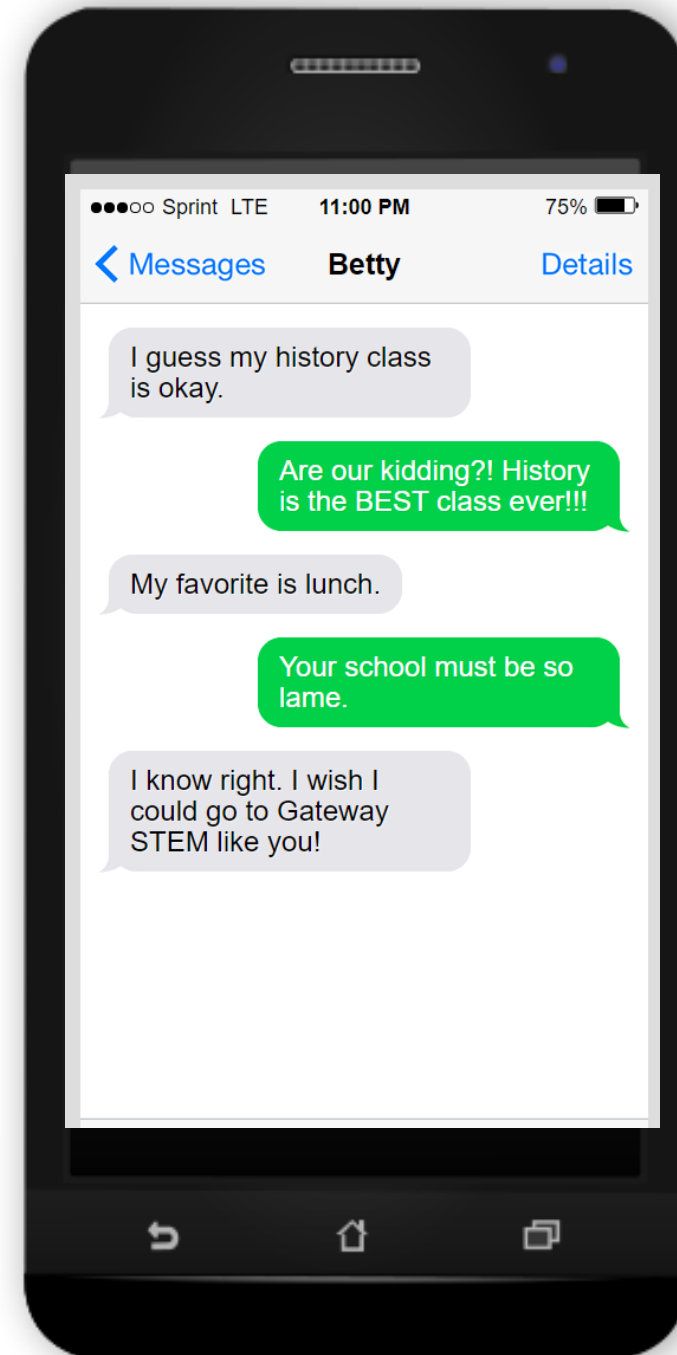 ●●●○○ Sprint LTE 11:00 PM 75%
Messages Betty Details
I guess my history class
is okay.
Are our kidding?! History
is the BEST class ever!!!
My favorite is lunch.
Your school must be so
lame.
I know right. I wish I
could go to Gateway
STEM like you!